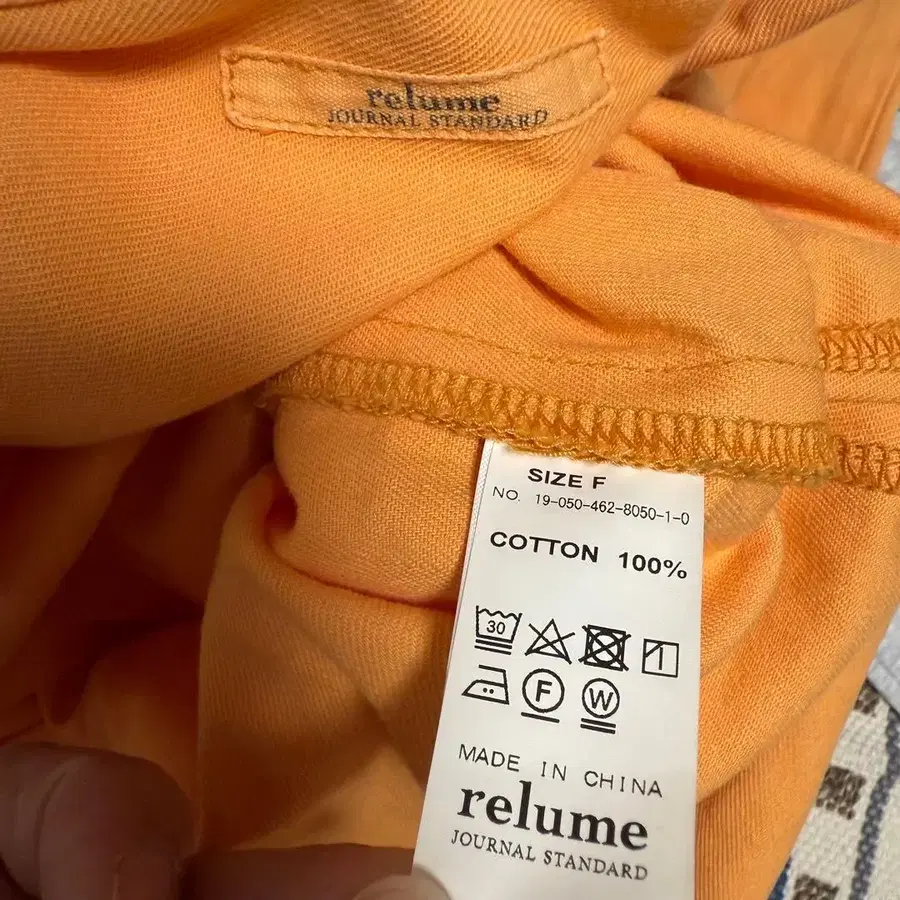 relume
JOURNAL STANDARD
SIZE F
NO. 19-050-462-8050-1-0
COTTON 100%
30
F
W
MADE IN CHINA
relume
JOURNAL STANDARD